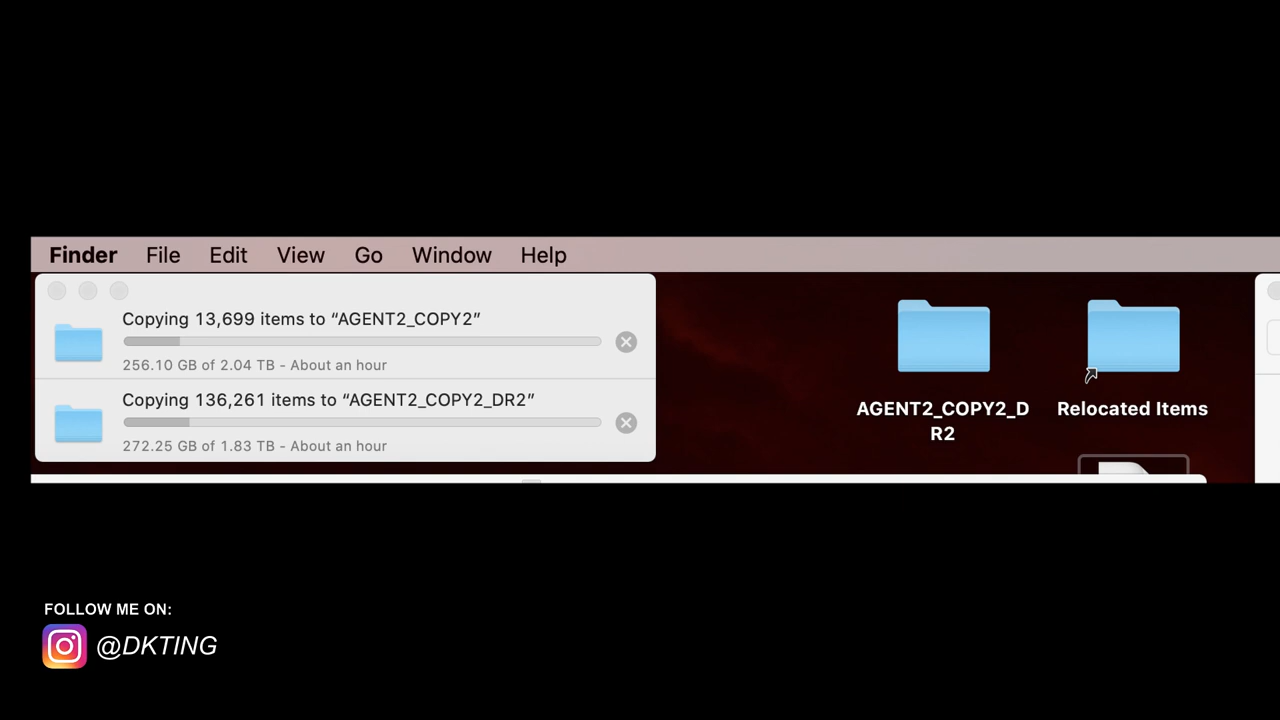 Finder File Edit View Go Window Help
Copying 13,699 items to “AGENT2_COPY2”
256.10 GB of 2.04 TB - About an hour
Copying 136,261 items to “AGENT2_COPY2_DR2”
272.25 GB of 1.83 TB - About an hour
AGENT2_COPY2_D
R2
Relocated Items
FOLLOW ME ON:
@DKTING